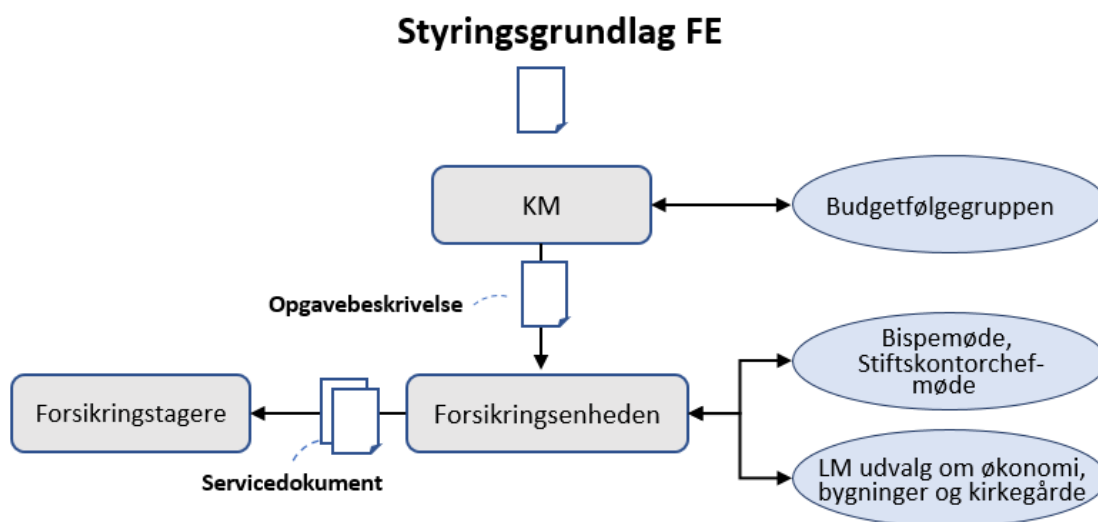 Styringsgrundlag FE
KM
Budgetfølgegruppen
Opgavebeskrivelse
Bispemøde,
Stiftskontorchef-
møde
Forsikringstagere
Forsikringsenheden
Servicedokument
LM udvalg om økonomi,
bygninger og kirkegårde